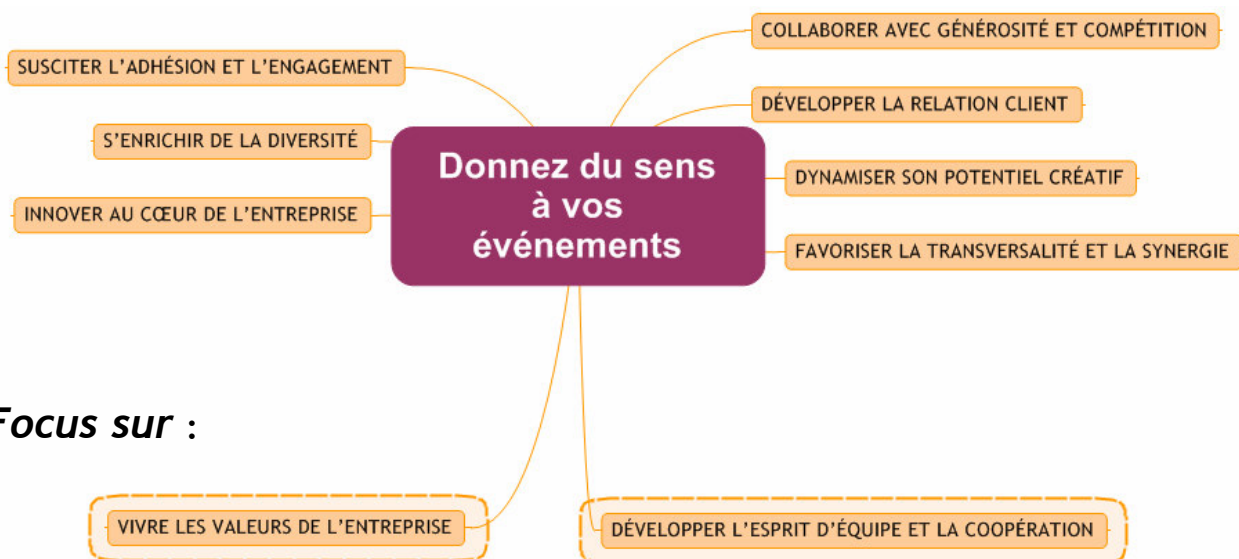 COLLABORER AVEC GÉNÉROSITÉ ET COMPÉTITION
SUSCITER L'ADHÉSION ET L'ENGAGEMENT
DÉVELOPPER LA RELATION CLIENT
S'ENRICHIR DE LA DIVERSITÉ
Donnez du sens
à vos
événements
DYNAMISER SON POTENTIEL CRÉATIF
INNOVER AU CŒUR DE L'ENTREPRISE
FAVORISER LA TRANSVERSALITÉ ET LA SYNERGIE
Focus sur :
VIVRE LES VALEURS DE L'ENTREPRISE
DÉVELOPPER L'ESPRIT D'ÉQUIPE ET LA COOPÉRATION